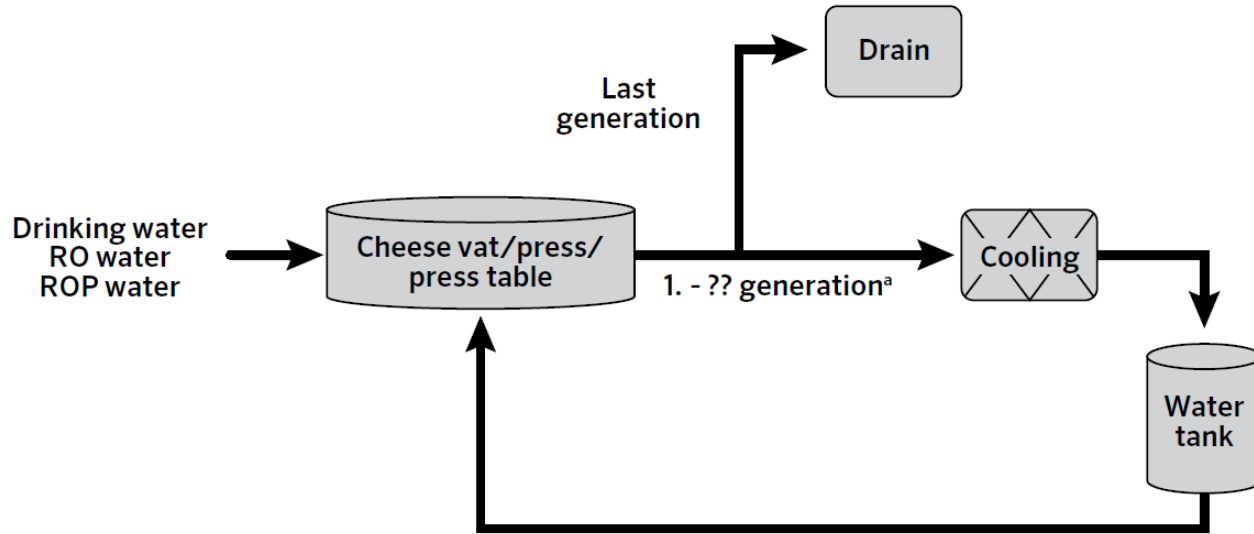 Drain
Last
generation
Drinking water
RO water
ROP water
Cheese vat/press/
press table
1. - ?? generationᵃ
Cooling
Water
tank